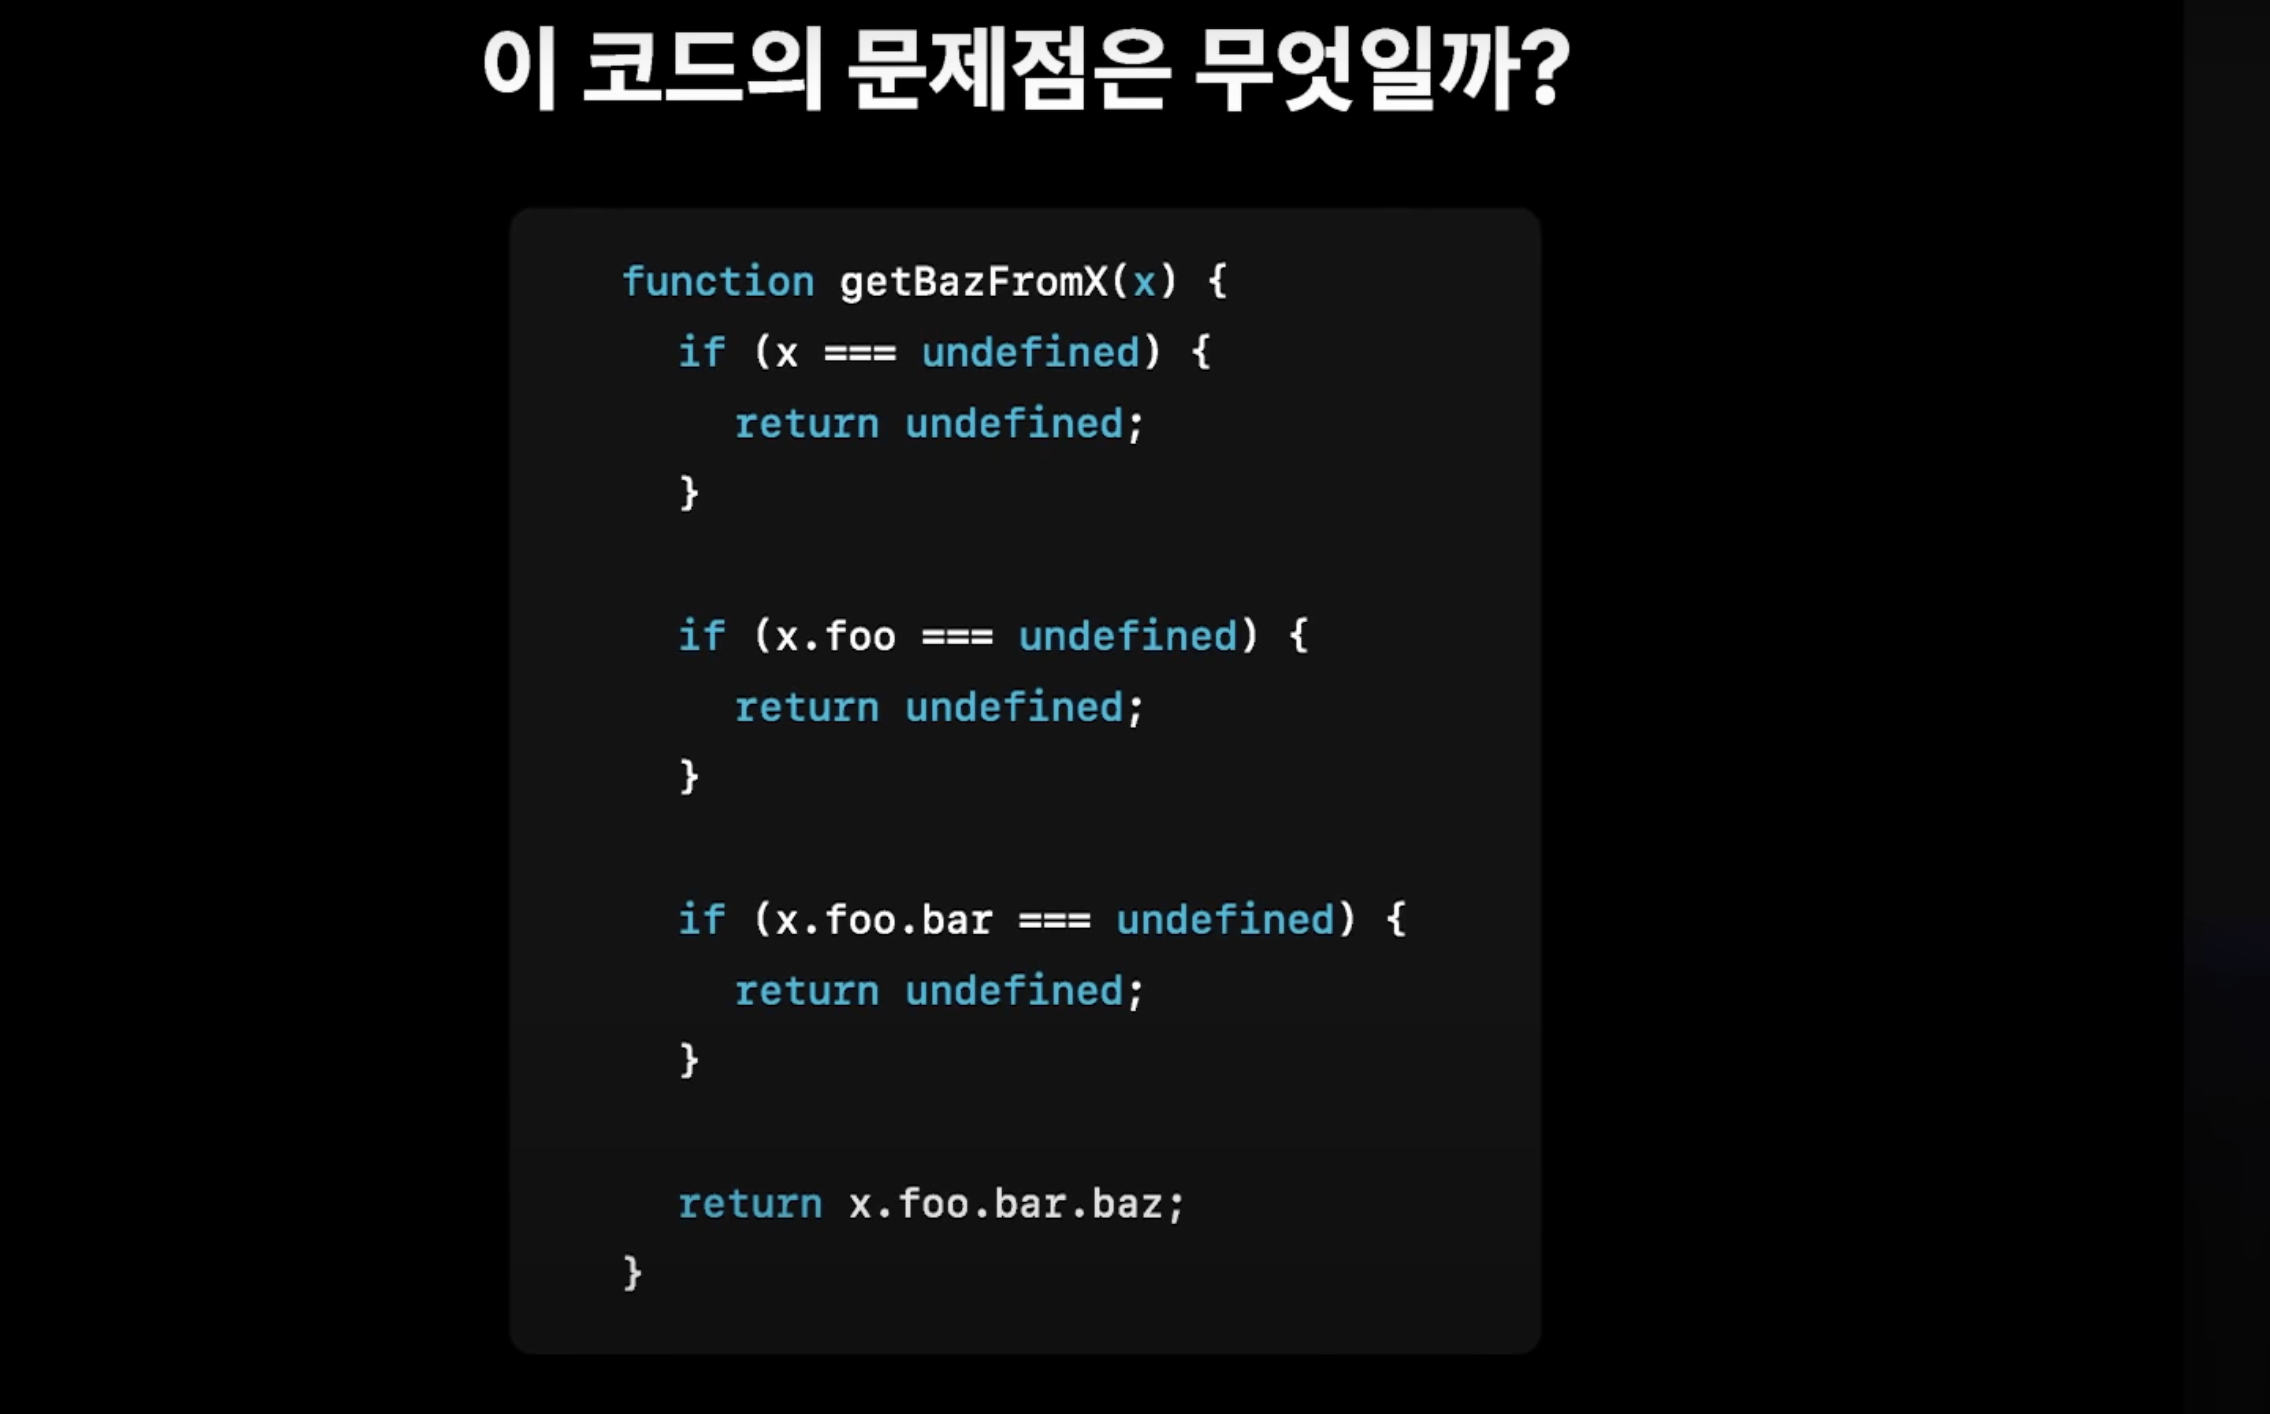 이 코드의 문제점은 무엇일까?
function getBazFromX(x) {
if (x === undefined) {
return undefined;
}
if (x.foo === undefined) {
return undefined;
}
if (x.foo.bar === undefined) {
return undefined;
}
return x.foo.bar.baz;
}